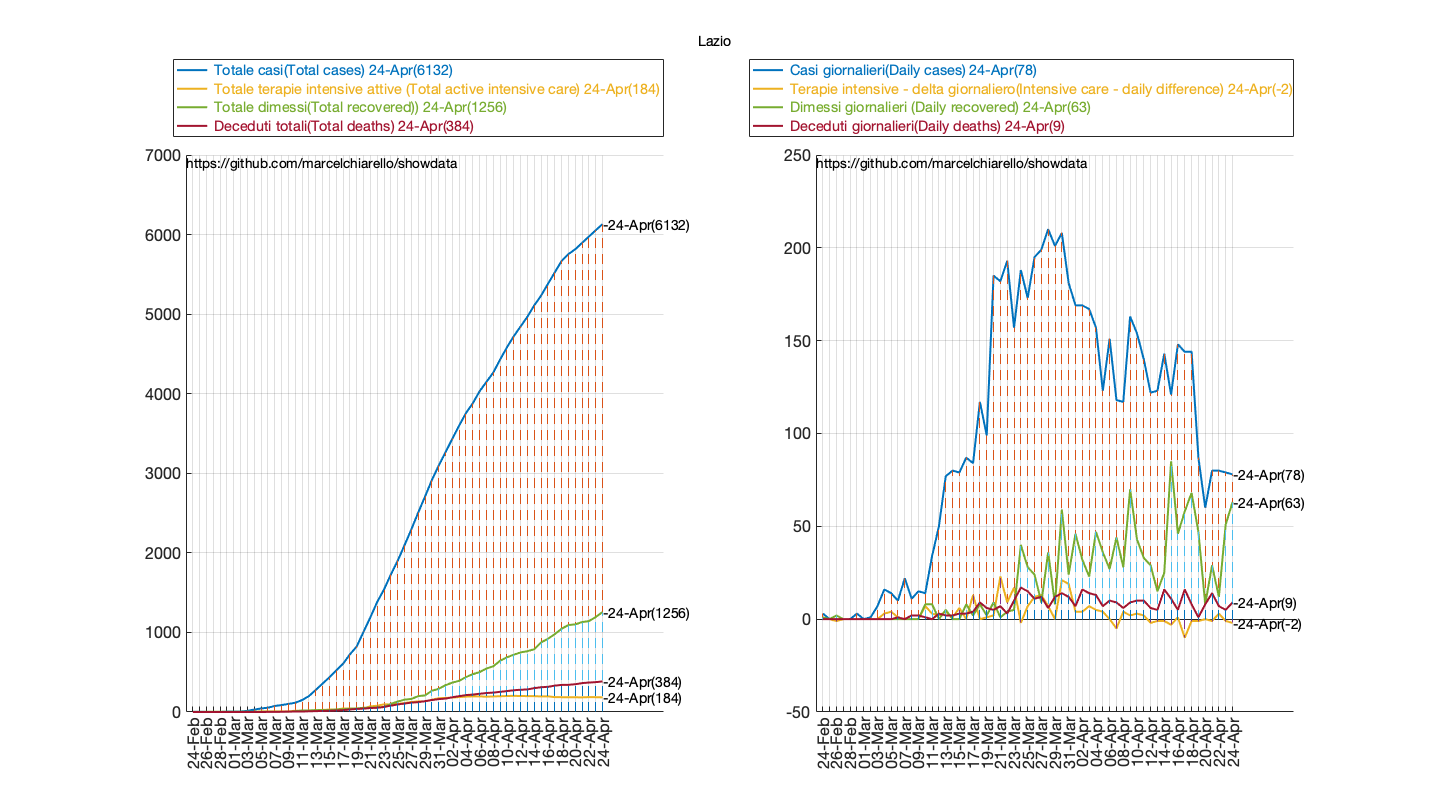 Lazio
Totale casi(Total cases) 24-Apr(6132)
Totale terapie intensive attive (Total active intensive care) 24-Apr(184)
Totale dimessi(Total recovered)) 24-Apr(1256)
Deceduti totali(Total deaths) 24-Apr(384)
7000
https://github.com/marcelchiarello/showdata
6000
5000
4000
3000
2000
1000
0
-24-Apr(6132)
-24-Apr(1256)
-24-Apr(384)
-24-Apr(184)
24-Feb
26-Feb
28-Feb
01-Mar
03-Mar
05-Mar
07-Mar
09-Mar
11-Mar
13-Mar
15-Mar
17-Mar
19-Mar
21-Mar
23-Mar
25-Mar
27-Mar
29-Mar
31-Mar
02-Apr
04-Apr
06-Apr
08-Apr
10-Apr
12-Apr
14-Apr
16-Apr
18-Apr
20-Apr
22-Apr
24-Apr
Casi giornalieri(Daily cases) 24-Apr(78)
Terapie intensive - delta giornaliero(Intensive care - daily difference) 24-Apr(-2)
Dimessi giornalieri (Daily recovered) 24-Apr(63)
Deceduti giornalieri(Daily deaths) 24-Apr(9)
250
https://github.com/marcelchiarello/showdata
200
150
100
50
0
-50
-24-Apr(78)
-24-Apr(63)
-24-Apr(9)
-24-Apr(-2)
24-Feb
26-Feb
28-Feb
01-Mar
03-Mar
05-Mar
07-Mar
09-Mar
11-Mar
13-Mar
15-Mar
17-Mar
19-Mar
21-Mar
23-Mar
25-Mar
27-Mar
29-Mar
31-Mar
02-Apr
04-Apr
06-Apr
08-Apr
10-Apr
12-Apr
14-Apr
16-Apr
18-Apr
20-Apr
22-Apr
24-Apr